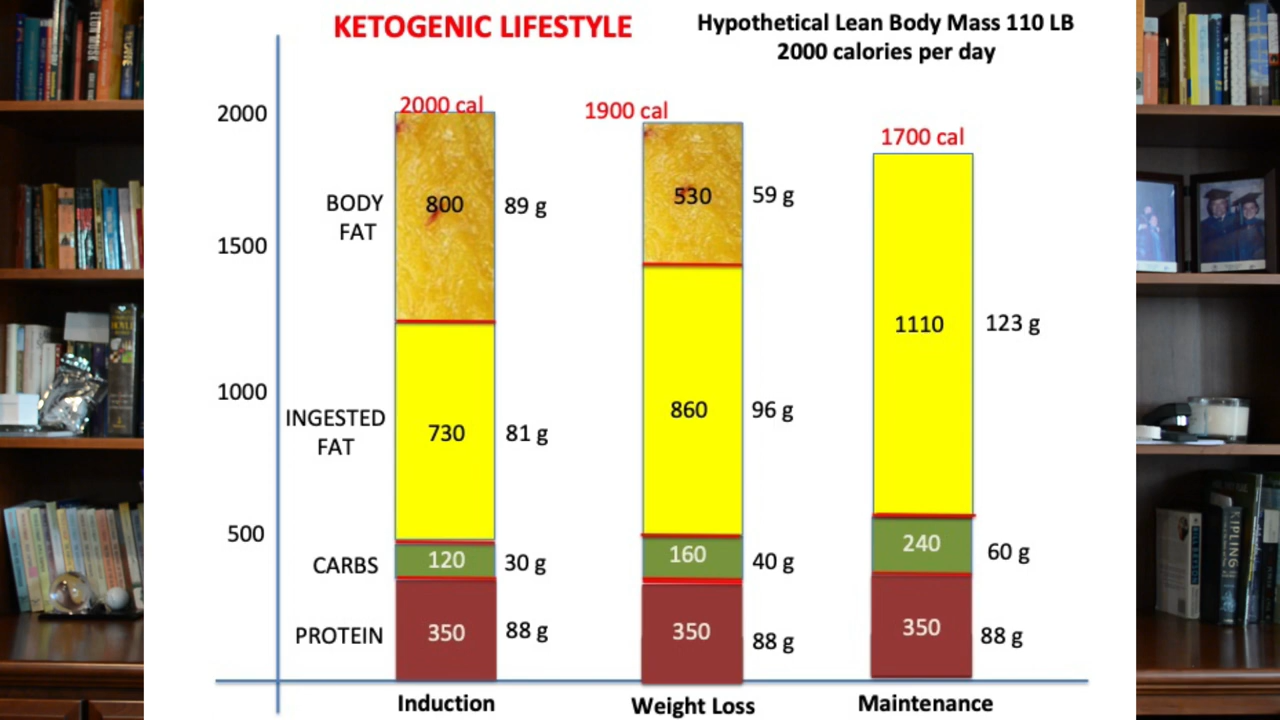 KETOGENIC LIFESTYLE
Hypothetical Lean Body Mass 110 LB
2000 calories per day
2000
1500
1000
500
BODY
FAT
INGESTED
FAT
CARBS
PROTEIN
2000 cal
800
89 g
730
81 g
120
30 g
350
88 g
1900 cal
530
59 g
860
96 g
160
40 g
350
88 g
1700 cal
1110
123 g
240
60 g
350
88 g
Induction
Weight Loss
Maintenance
KIPLING